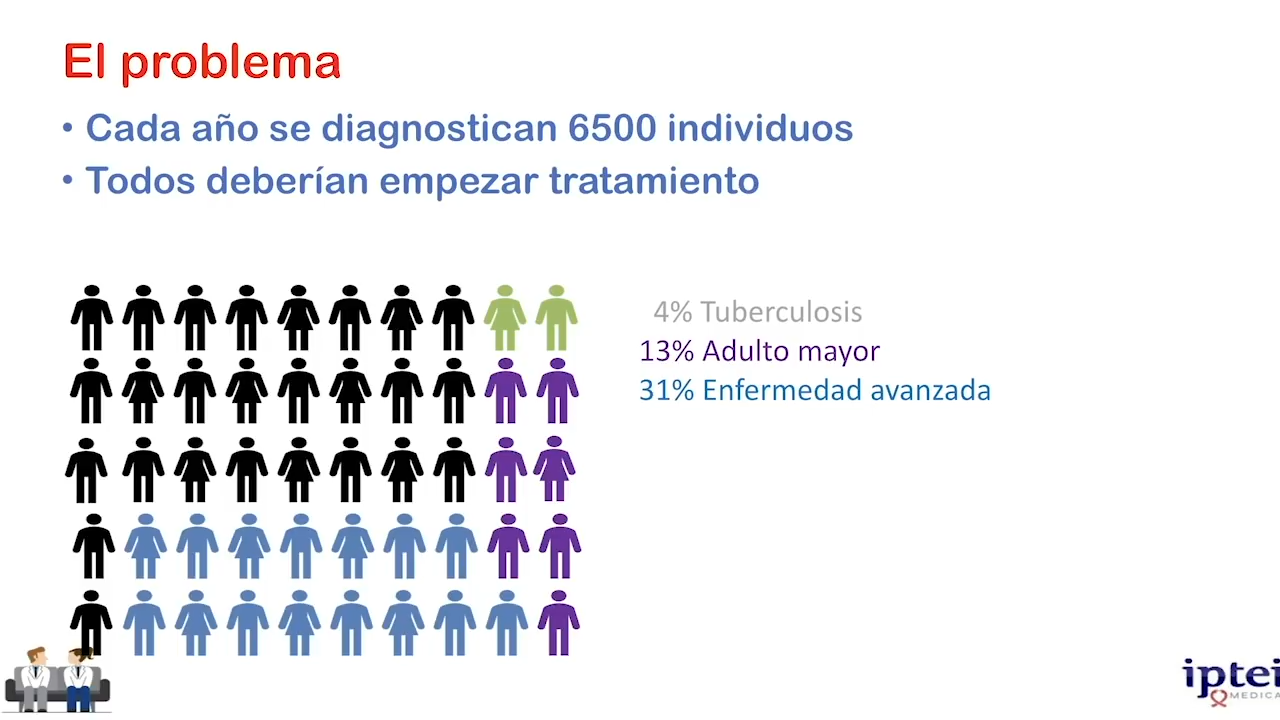 El problema
• Cada año se diagnostican 6500 individuos
• Todos deberían empezar tratamiento
4% Tuberculosis
13% Adulto mayor
31% Enfermedad avanzada
iptei
MEDICA